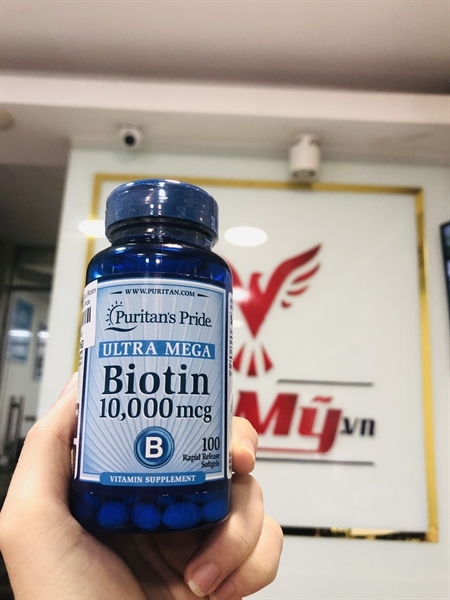 WWW.PURITAN.COM
Puritan's Pride
ULTRA MEGA
Biotin
10,000 mcg
B
100
Rapid Release
Softgels
VITAMIN SUPPLEMENT
Mỹ.vn